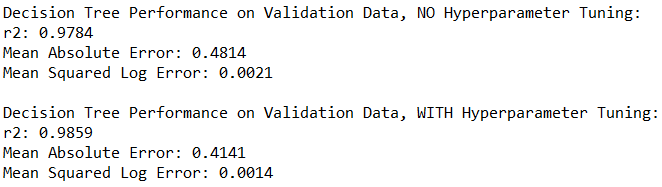 Decision Tree Performance on Validation Data, NO Hyperparameter Tuning:
r2: 0.9784
Mean Absolute Error: 0.4814
Mean Squared Log Error: 0.0021
Decision Tree Performance on Validation Data, WITH Hyperparameter Tuning:
r2: 0.9859
Mean Absolute Error: 0.4141
Mean Squared Log Error: 0.0014